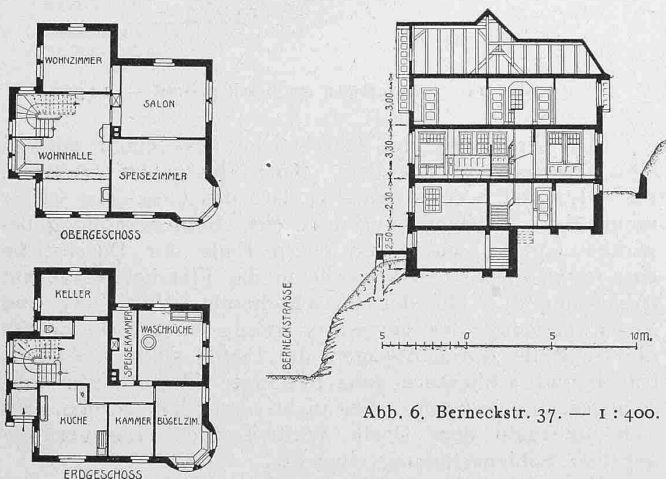 WOHNZIMMER
SALON
WOHNHALLE
SPEISEZIMMER
OBERGESCHOSS
KELLER
SPEISEKAMMER
WASCHKÜCHE
KÜCHE
KAMMER
BÜGELZIM.
ERDGESCHOSS
3,00
3,30
2,30
2,50
BERNECKSTRASSE
5 0 5 10 m.
Abb. 6. Berneckstr. 37. — 1 : 400.